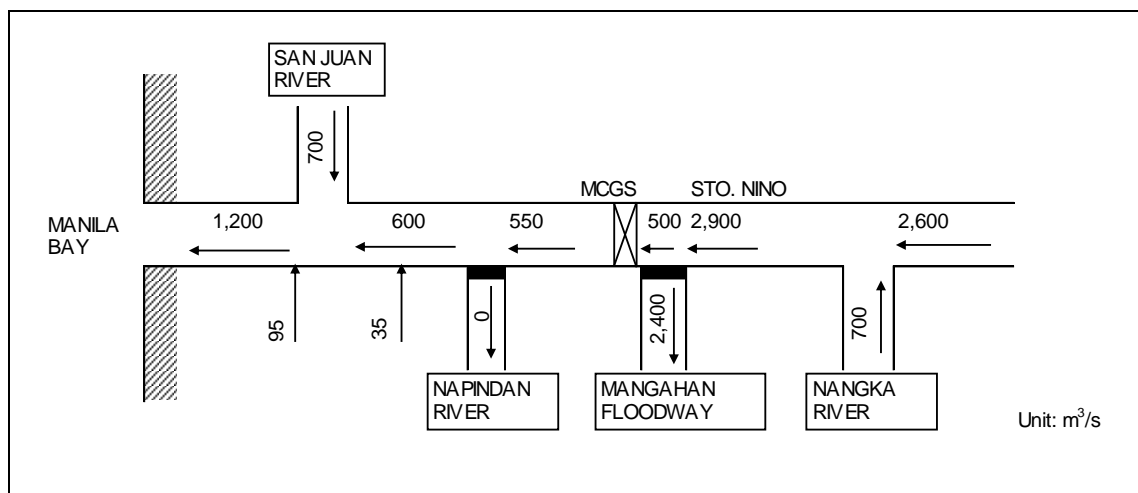 SAN JUAN
RIVER
700
MCGS
STO. NINO
MANILA
BAY
1,200
600
550
500
2,900
2,600
95
35
0
2,400
700
NAPINDAN
RIVER
MANGAHAN
FLOODWAY
NANGKA
RIVER
Unit: m³/s